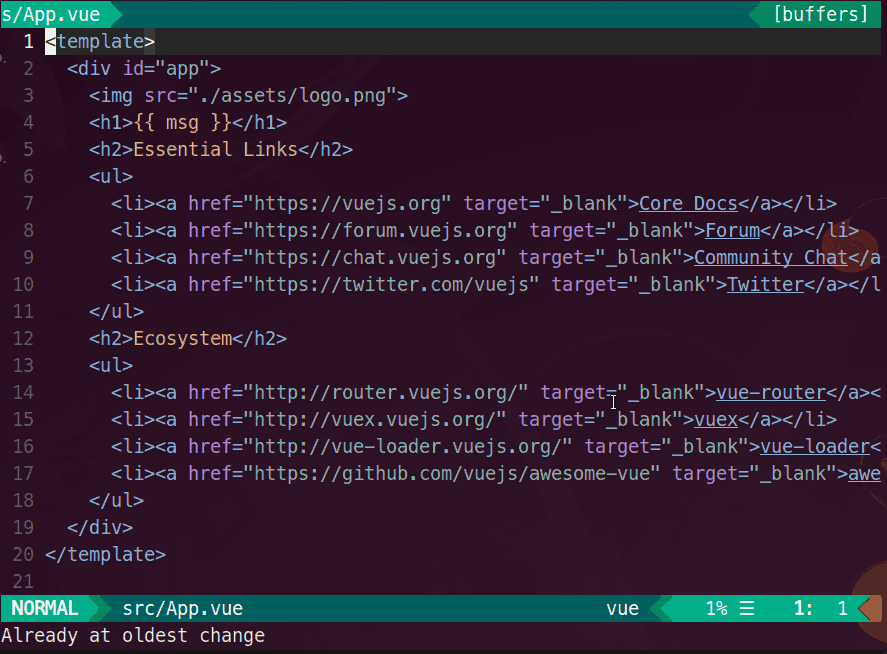 s/App.vue [buffers]
1 <template>
2 <div id="app">
3 <img src="./assets/logo.png">
4 <h1>{{ msg }}</h1>
5 <h2>Essential Links</h2>
6 <ul>
7 <li><a href="https://vuejs.org" target="_blank">Core Docs</a></li>
8 <li><a href="https://forum.vuejs.org" target="_blank">Forum</a></li>
9 <li><a href="https://chat.vuejs.org" target="_blank">Community Chat</a
10 <li><a href="https://twitter.com/vuejs" target="_blank">Twitter</a></l
11 </ul>
12 <h2>Ecosystem</h2>
13 <ul>
14 <li><a href="http://router.vuejs.org/" target="_blank">vue-router</a><
15 <li><a href="http://vuex.vuejs.org/" target="_blank">vuex</a></li>
16 <li><a href="http://vue-loader.vuejs.org/" target="_blank">vue-loader<
17 <li><a href="https://github.com/vuejs/awesome-vue" target="_blank">awe
18 </ul>
19 </div>
20 </template>
21
NORMAL src/App.vue vue 1% ☰ 1: 1
Already at oldest change